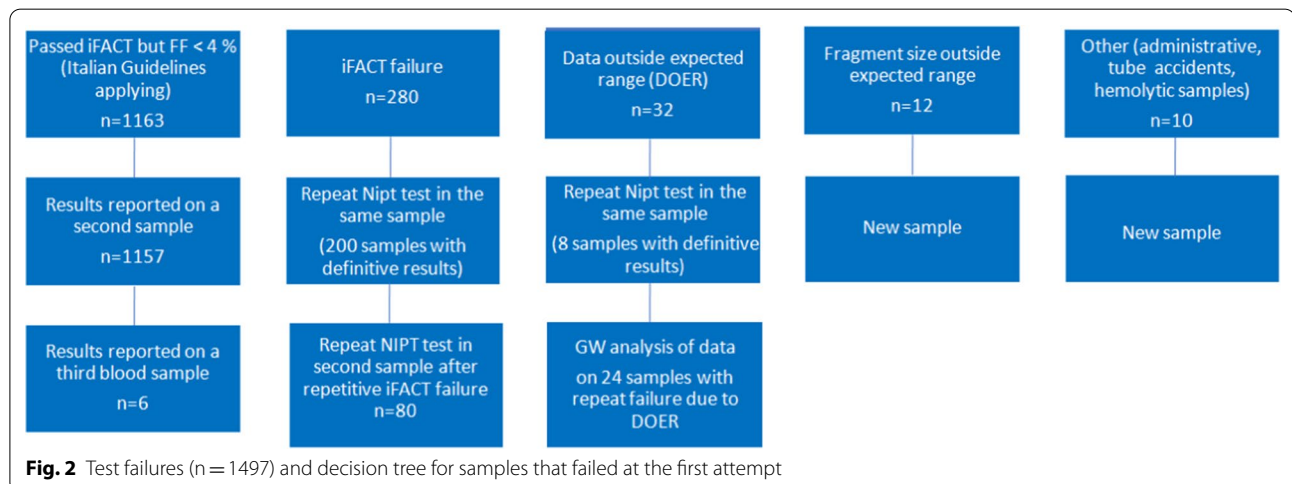 Passed iFACT but FF < 4 %
(Italian Guidelines
applying)
n=1163
Results reported on a
second sample
n=1157
Results reported on a
third blood sample
n=6
iFACT failure
n=280
Repeat Nipt test in the
same sample
(200 samples with
definitive results)
Repeat NIPT test in
second sample after
repetitive iFACT failure
n=80
Data outside expected
range (DOER)
n=32
Repeat Nipt test in the
same sample
(8 samples with definitive
results)
GW analysis of data
on 24 samples with
repeat failure due to
DOER
Fragment size outside
expected range
n=12
New sample
Other (administrative,
tube accidents,
hemolytic samples)
n=10
New sample
Fig. 2 Test failures (n = 1497) and decision tree for samples that failed at the first attempt